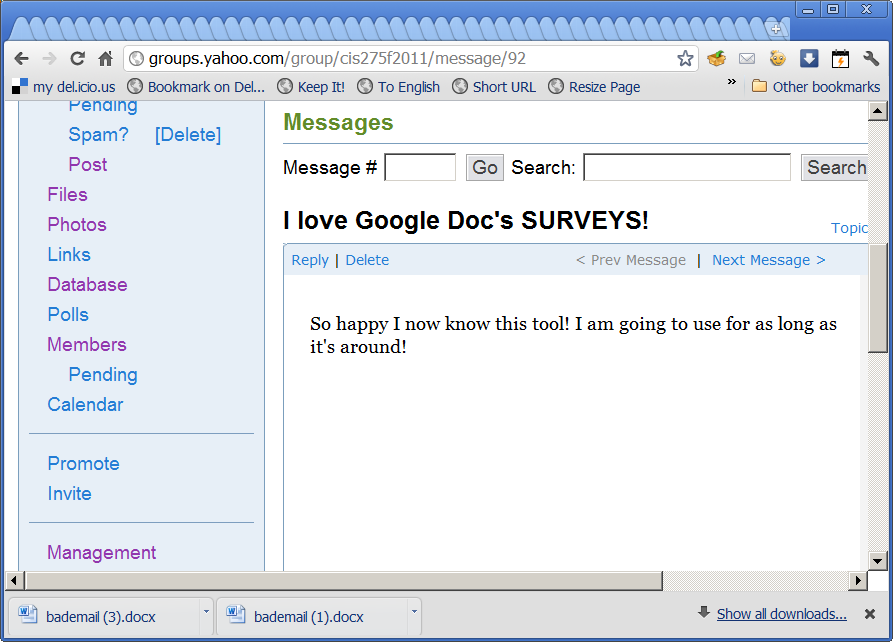 groups.yahoo.com/group/cis275f2011/message/92
my del.icio.us Bookmark on Del... Keep It! To English Short URL Resize Page » Other bookmarks
Pending
Spam? [Delete]
Post
Files
Photos
Links
Database
Polls
Members
Pending
Calendar
Promote
Invite
Management
Messages
Message # Go Search: Search
I love Google Doc's SURVEYS!
Topic
Reply | Delete < Prev Message | Next Message >
So happy I now know this tool! I am going to use for as long as
it's around!
bademail (3).docx bademail (1).docx Show all downloads...